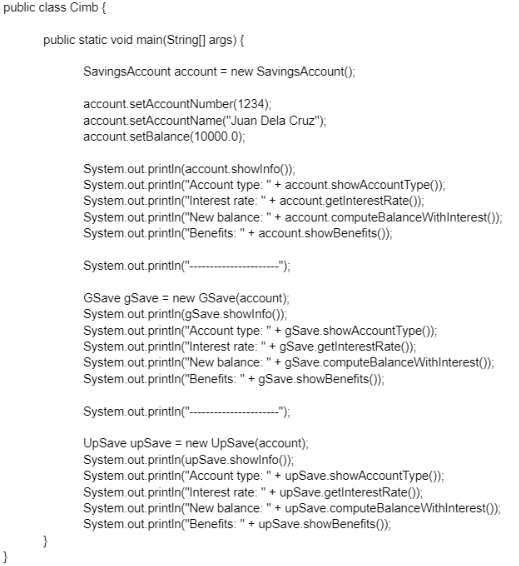 public class Cimb {
public static void main(String[] args) {
SavingsAccount account = new SavingsAccount();
account.setAccountNumber(1234);
account.setAccountName("Juan Dela Cruz");
account.setBalance(10000.0);
System.out.println(account.showInfo());
System.out.println("Account type: " + account.showAccountType());
System.out.println("Interest rate: " + account.getInterestRate());
System.out.println("New balance: " + account.computeBalanceWithInterest());
System.out.println("Benefits: " + account.showBenefits());
System.out.println("----------------------");
GSave gSave = new GSave(account);
System.out.println(gSave.showInfo());
System.out.println("Account type: " + gSave.showAccountType());
System.out.println("Interest rate: " + gSave.getInterestRate());
System.out.println("New balance: " + gSave.computeBalanceWithInterest());
System.out.println("Benefits: " + gSave.showBenefits());
System.out.println("----------------------");
UpSave upSave = new UpSave(account);
System.out.println(upSave.showInfo());
System.out.println("Account type: " + upSave.showAccountType());
System.out.println("Interest rate: " + upSave.getInterestRate());
System.out.println("New balance: " + upSave.computeBalanceWithInterest());
System.out.println("Benefits: " + upSave.showBenefits());
}
}